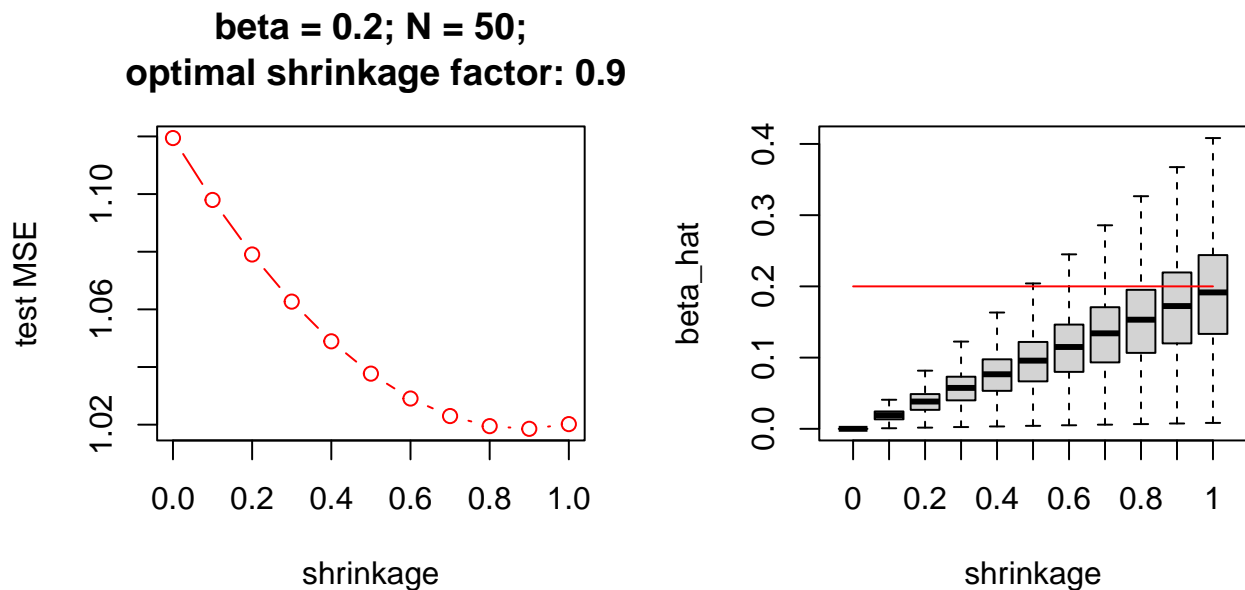 beta = 0.2; N = 50;
optimal shrinkage factor: 0.9
test MSE
1.10
1.06
1.02
0.0 0.2 0.4 0.6 0.8 1.0
shrinkage
beta_hat
0.4
0.3
0.2
0.1
0.0
0 0.2 0.4 0.6 0.8 1
shrinkage